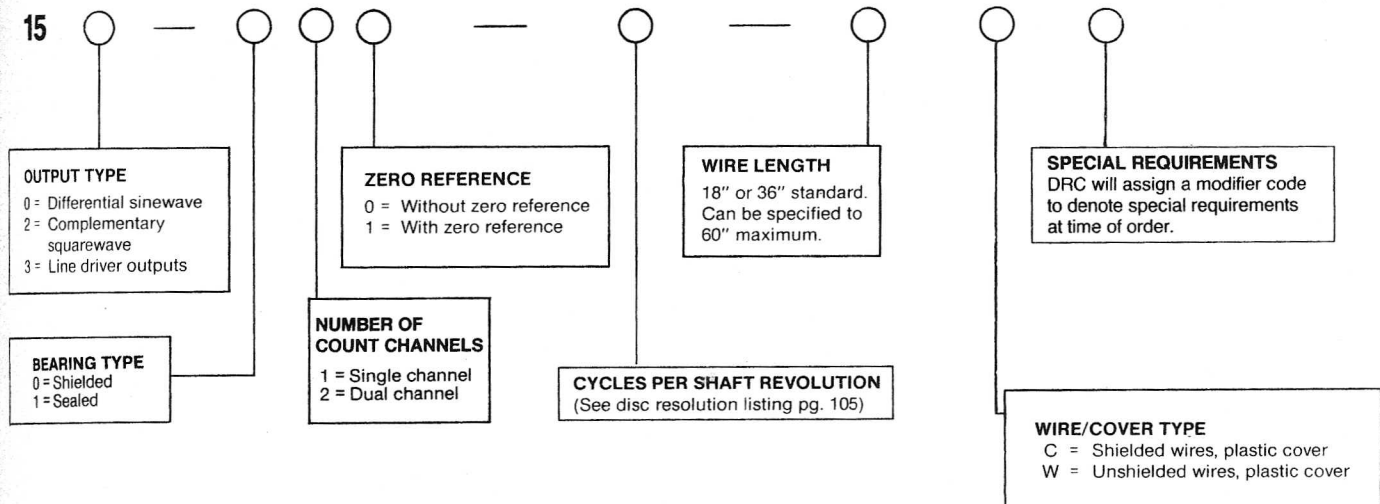 15
OUTPUT TYPE
0 = Differential sinewave
2 = Complementary
squarewave
3 = Line driver outputs
BEARING TYPE
0 = Shielded
1 = Sealed
ZERO REFERENCE
0 = Without zero reference
1 = With zero reference
NUMBER OF
COUNT CHANNELS
1 = Single channel
2 = Dual channel
WIRE LENGTH
18" or 36" standard.
Can be specified to
60" maximum.
CYCLES PER SHAFT REVOLUTION
(See disc resolution listing pg. 105)
SPECIAL REQUIREMENTS
DRC will assign a modifier code
to denote special requirements
at time of order.
WIRE/COVER TYPE
C = Shielded wires, plastic cover
W = Unshielded wires, plastic cover